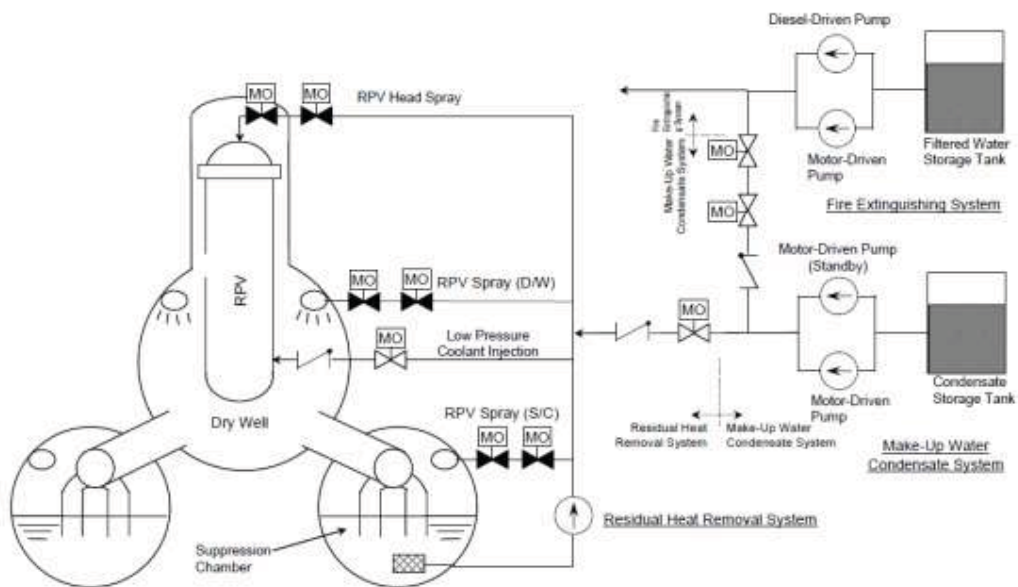 Diesel-Driven Pump
MO
MO
RPV Head Spray
Fire
Extinguishing
System
Make-Up Water
Condensate System
MO
MO
Motor-Driven
Pump
Filtered Water
Storage Tank
Fire Extinguishing System
Motor-Driven Pump
(Standby)
RPV
MO
MO
RPV Spray (D/W)
MO
MO
Low Pressure
Coolant Injection
Dry Well
RPV Spray (S/C)
MO
MO
Motor-Driven
Pump
Condensate
Storage Tank
Residual Heat
Removal System
Make-Up Water
Condensate System
Make-Up Water
Condensate System
Residual Heat Removal System
Suppression
Chamber